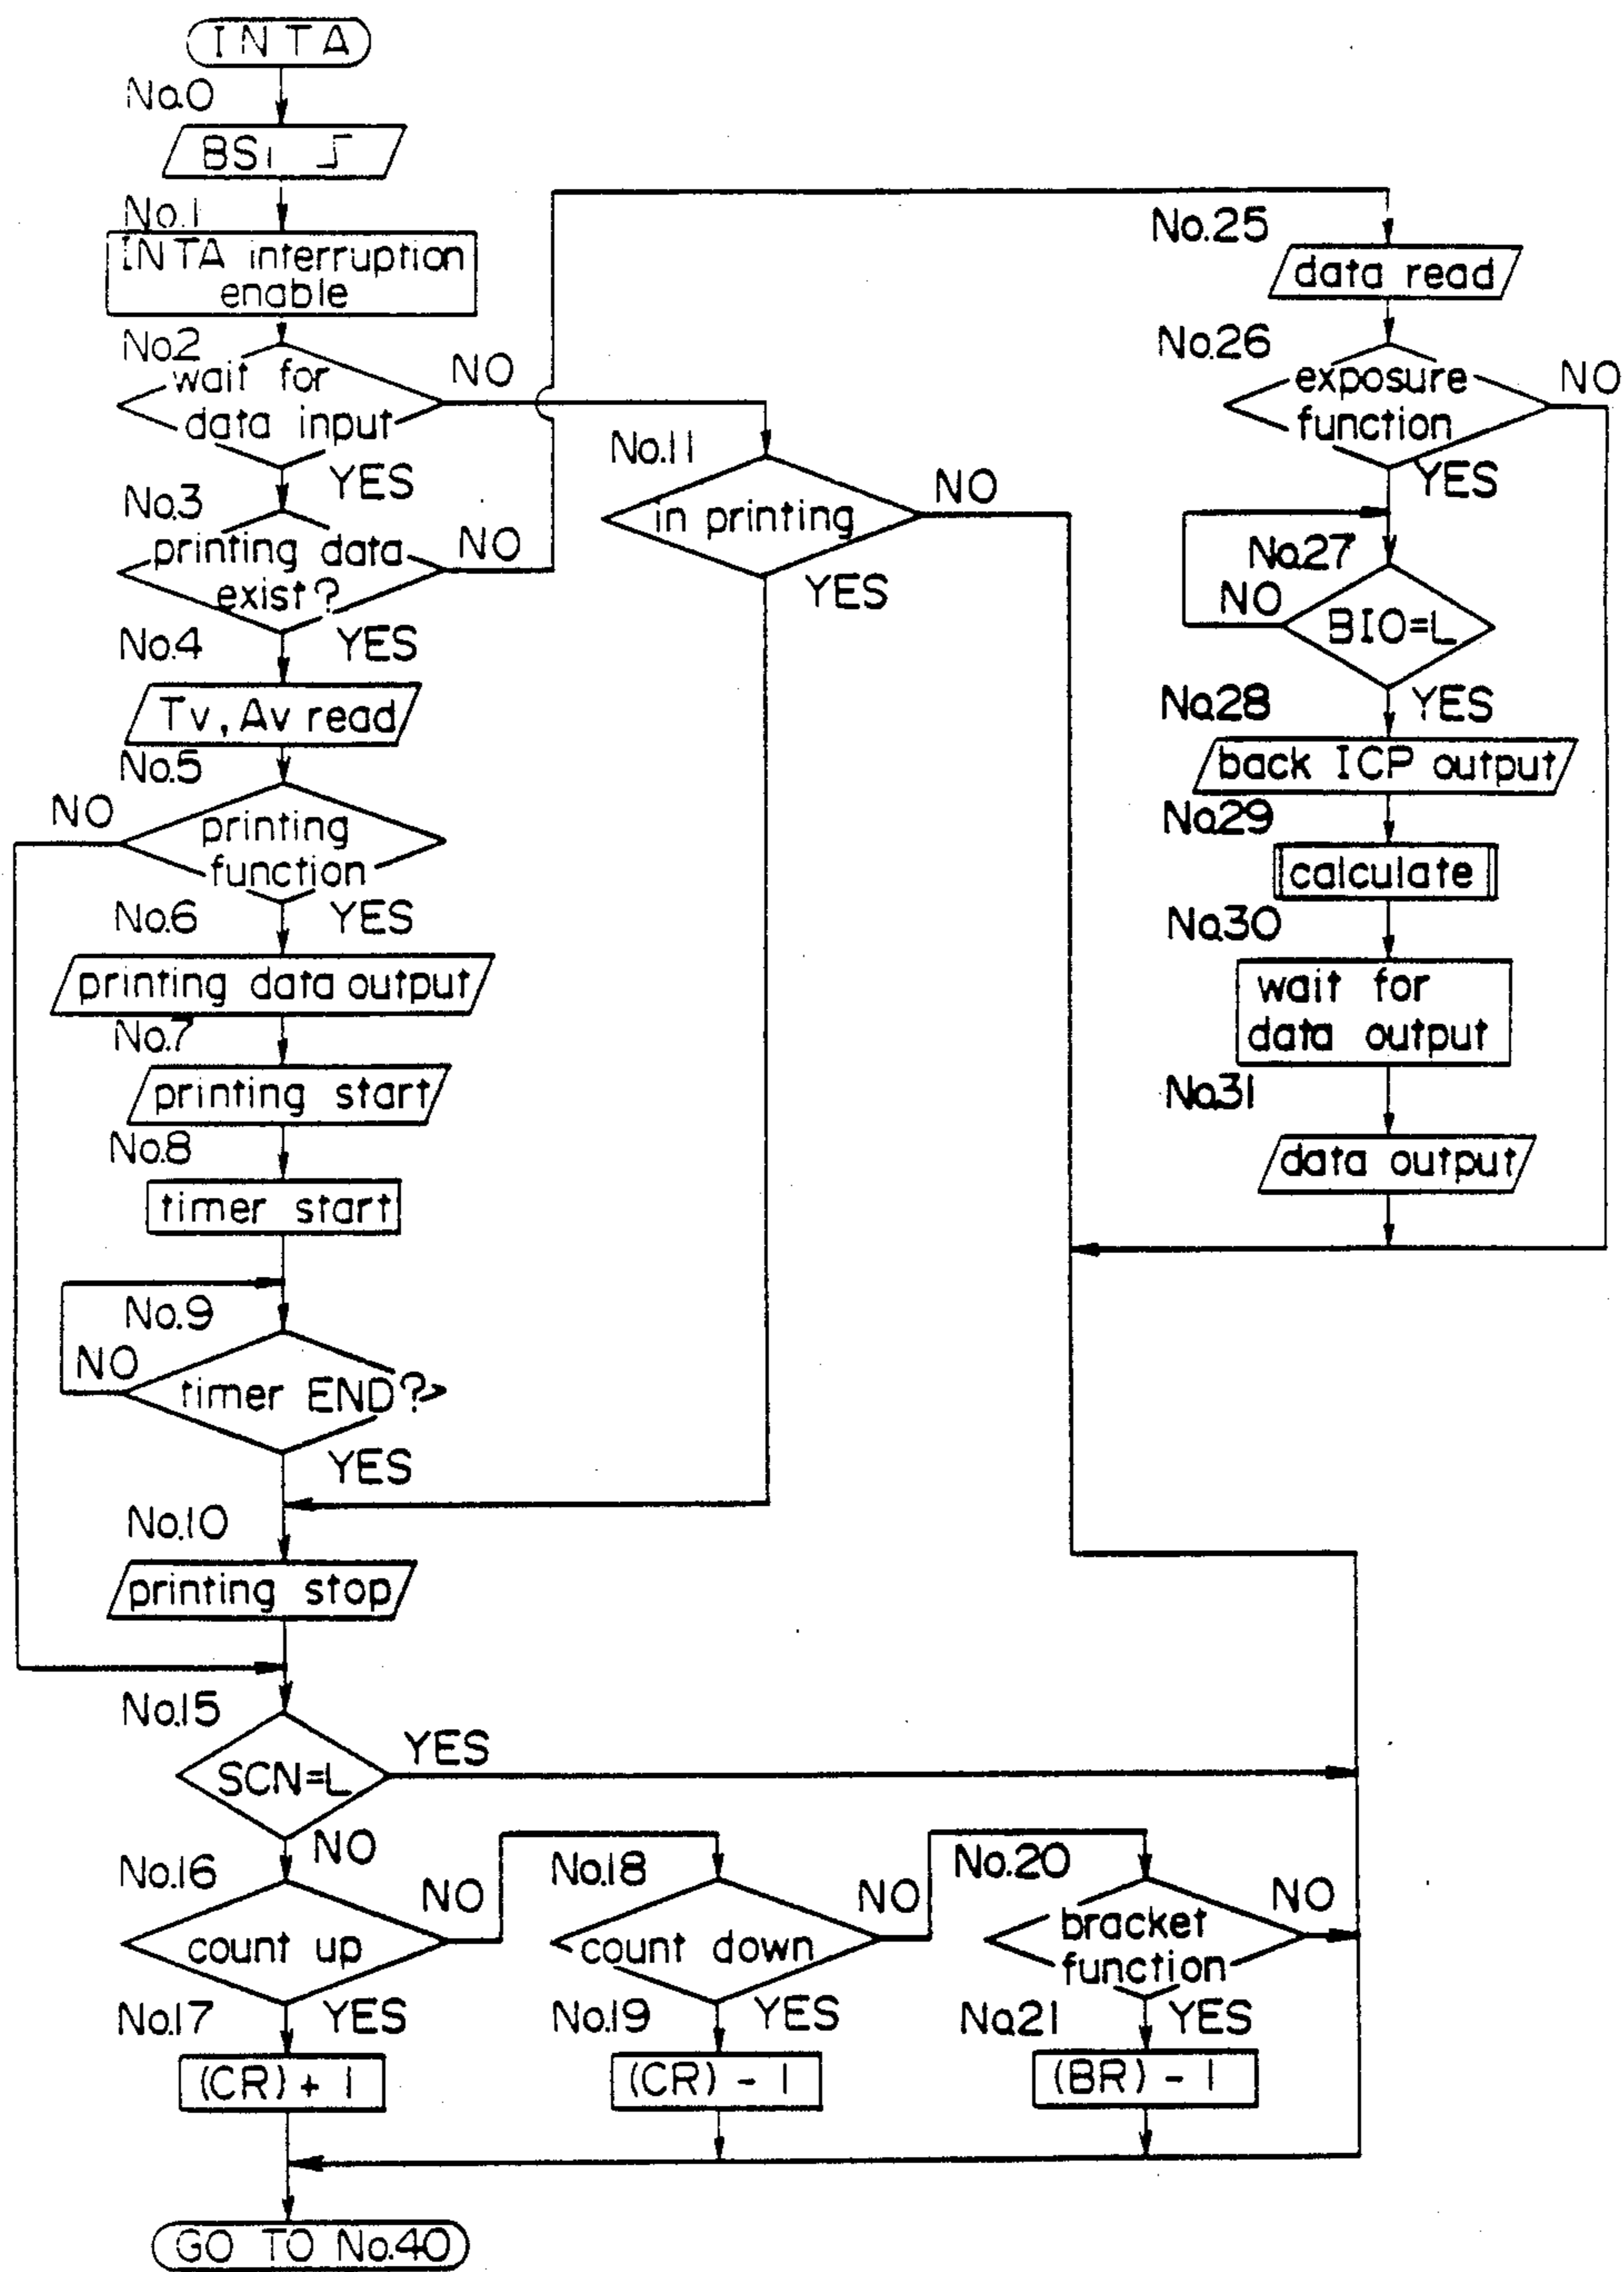 INTA
No.0
BS1
No.1
INTA interruption
enable
No.2
wait for
data input
NO
YES
No.3
printing data
exist?
NO
YES
No.4
Tv, Av read
No.5
printing
function
NO
YES
No.6
printing data output
No.7
printing start
No.8
timer start
No.9
timer END?
NO
YES
No.10
printing stop
No.11
in printing
NO
YES
No.15
SCN=L
YES
NO
No.16
count up
NO
YES
No.17
(CR) + 1
No.18
count down
NO
YES
No.19
(CR) - 1
No.20
bracket
function
NO
YES
No.21
(BR) - 1
GO TO No.40
No.25
data read
No.26
exposure
function
NO
YES
No.27
BIO=L
NO
YES
No.28
back ICP output
No.29
calculate
No.30
wait for
data output
No.31
data output